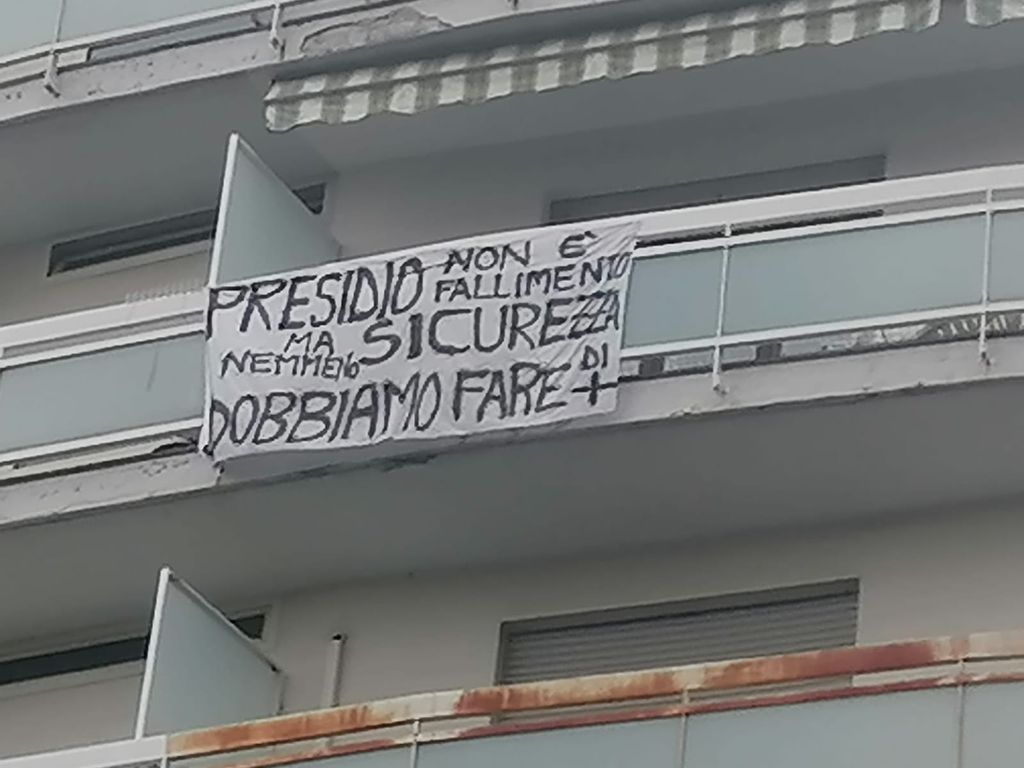 PRESIDIO NON È
FALLIMENTO
MA
NEMMENO SICUREZZA
DOBBIAMO FARE DI
+